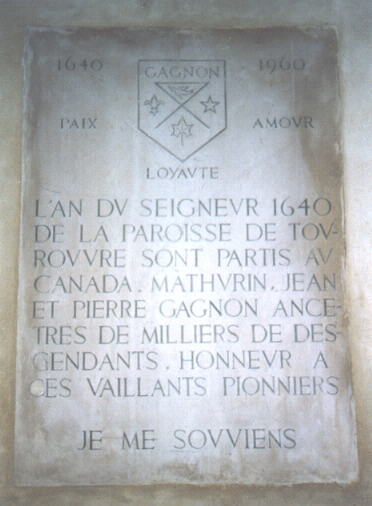 1640 GAGNON 1960
PAIX AMOVR
LOYAVTE
L'AN DV SEIGNEVR 1640
DE LA PAROISSE DE TOV-
ROVVRE SONT PARTIS AV
CANADA. MATHVRIN. JEAN
ET PIERRE GAGNON ANCE-
TRES DE MILLIERS DE DES-
CENDANTS. HONNEVR A
CES VAILLANTS PIONNIERS
JE ME SOVVIENS